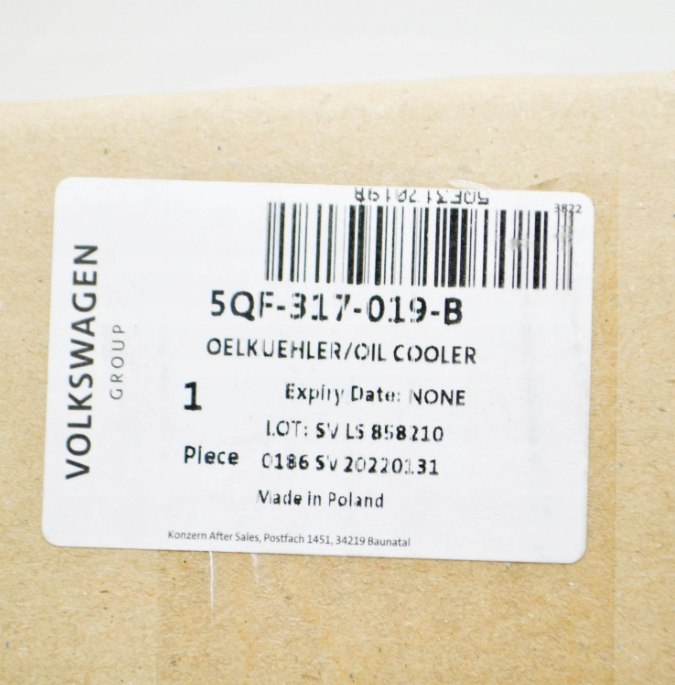 5QF317019B
3822
5QF-317-019-B
OELKUEHLER/OIL COOLER
1
Expiry Date: NONE
LOT: SV LS 858210
Piece
0186 SV 20220131
Made in Poland
Konzern After Sales, Postfach 1451, 34219 Baunatal
VOLKSWAGEN
GROUP